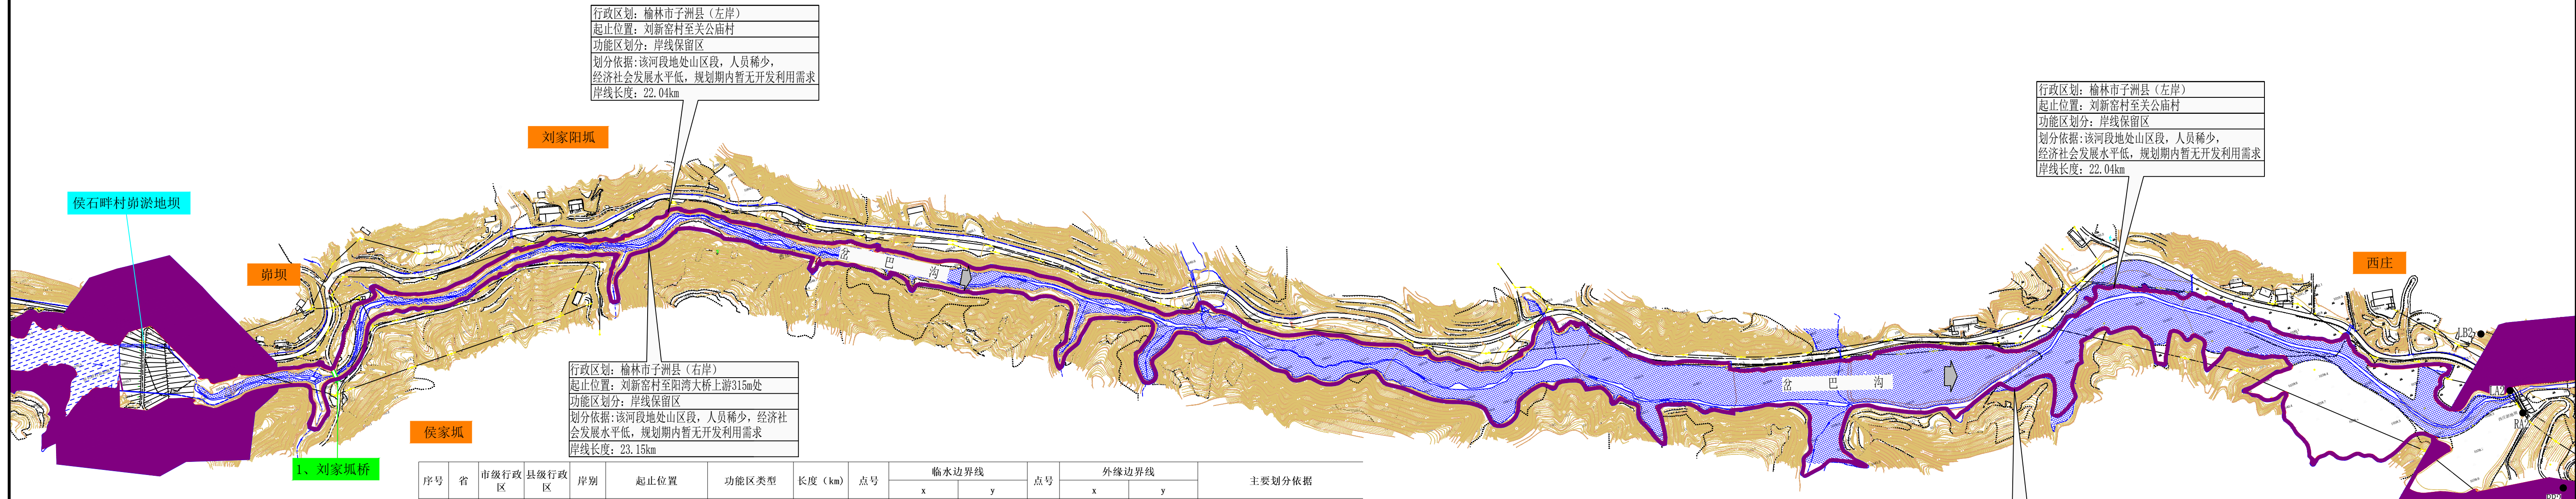 行政区划：榆林市子洲县（左岸）
起止位置：刘新窑村至关公庙村
功能区划分：岸线保留区
划分依据:该河段地处山区段，人员稀少，
经济社会发展水平低，规划期内暂无开发利用需求
岸线长度：22.04km
行政区划：榆林市子洲县（左岸）
起止位置：刘新窑村至关公庙村
功能区划分：岸线保留区
划分依据:该河段地处山区段，人员稀少，
经济社会发展水平低，规划期内暂无开发利用需求
岸线长度：22.04km
刘家阳坬
侯石畔村峁淤地坝
峁坝
西庄
岔巴沟
岔巴沟
LB2
LA2
RA2
行政区划：榆林市子洲县（右岸）
起止位置：刘新窑村至阳湾大桥上游315m处
功能区划分：岸线保留区
划分依据:该河段地处山区段，人员稀少，经济社
会发展水平低，规划期内暂无开发利用需求
岸线长度：23.15km
侯家坬
1、刘家坬桥
序号 省 市级行政区 县级行政区 岸别 起止位置 功能区类型 长度（km） 点号 临水边界线 点号 外缘边界线 主要划分依据
x y x y